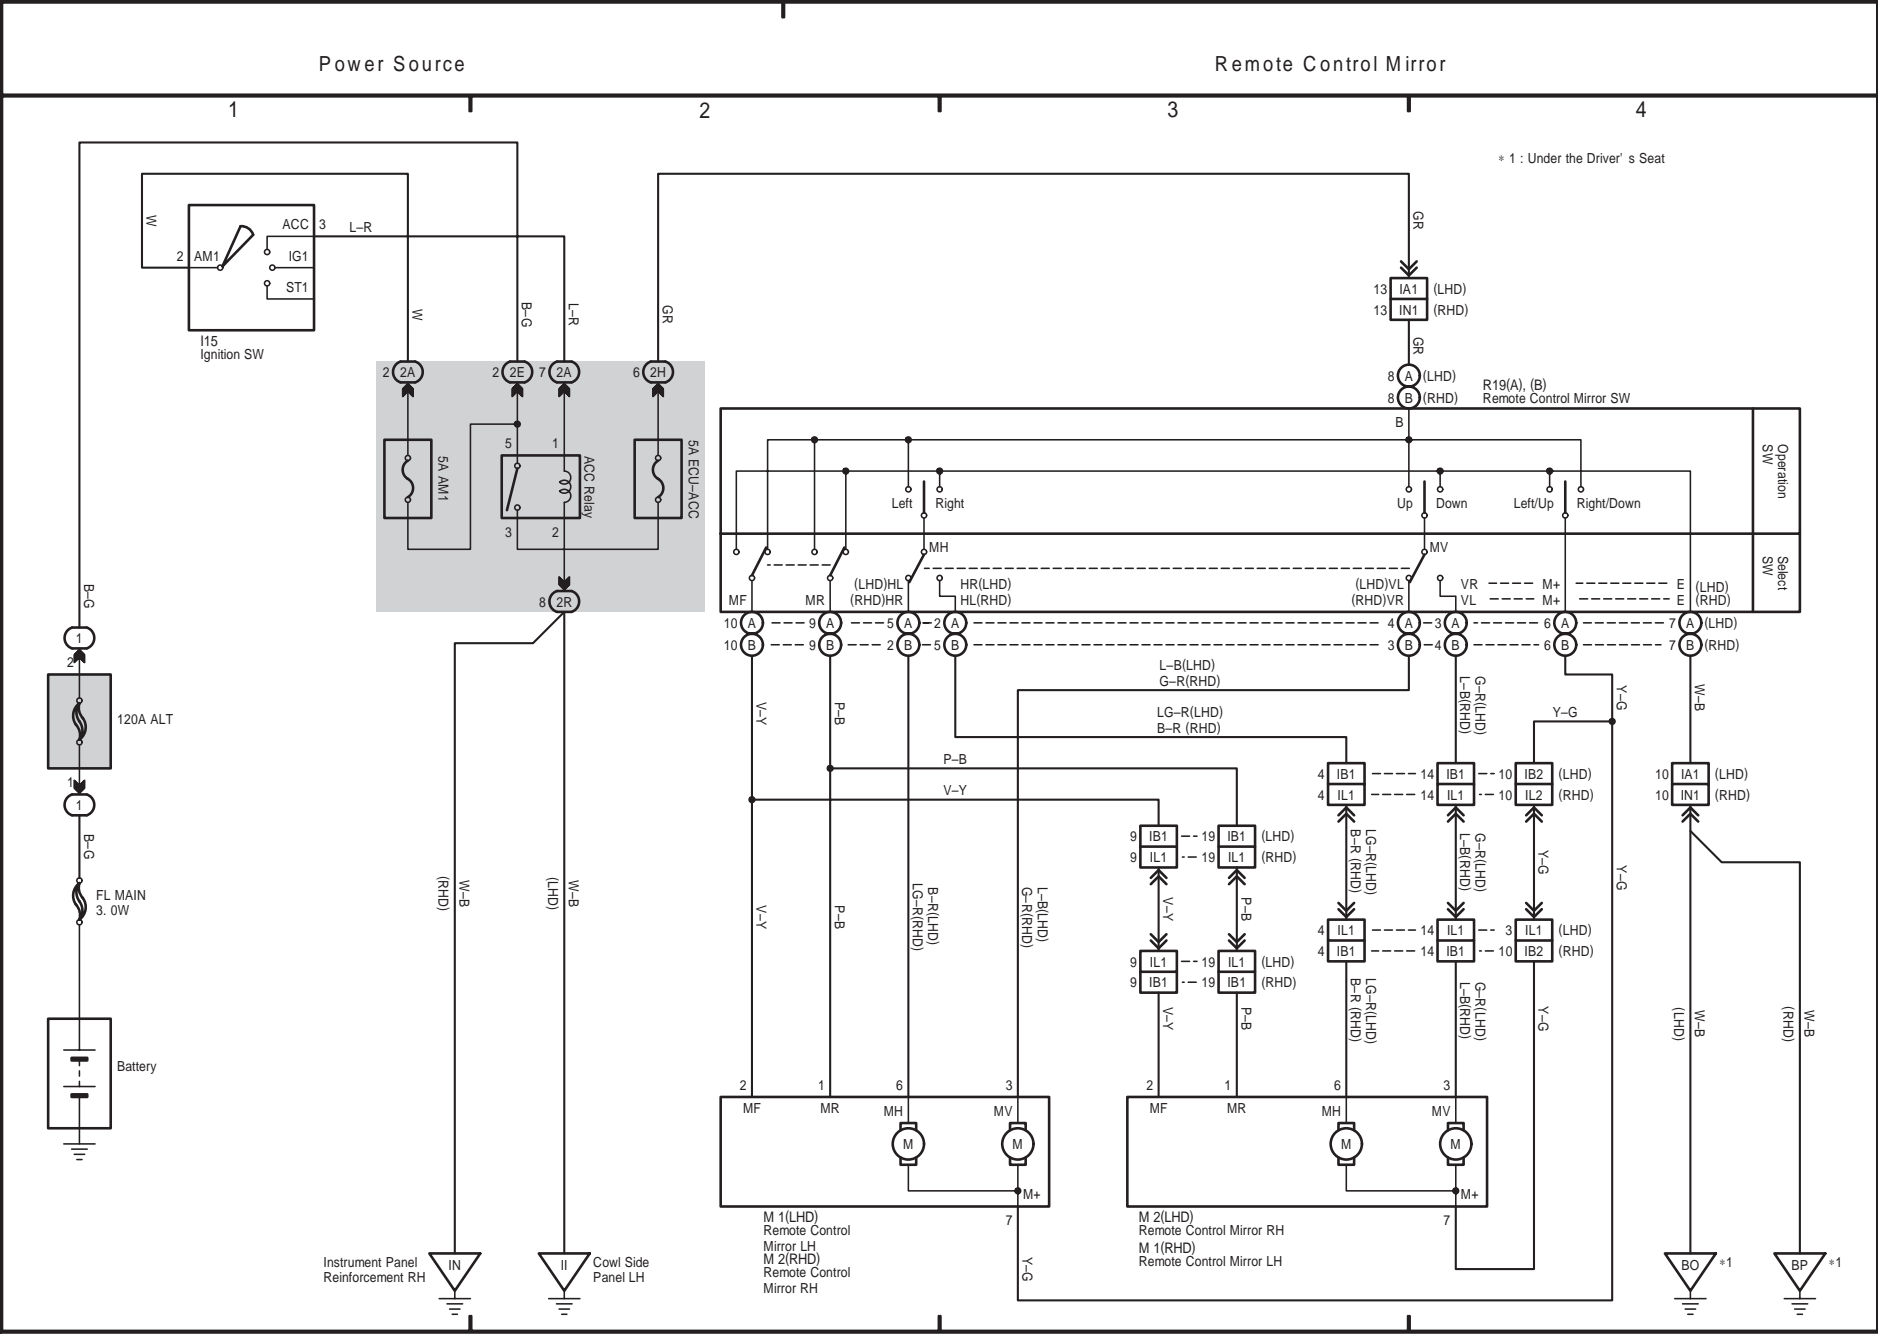 Power Source
Remote Control Mirror
1
2
3
4
* 1 : Under the Driver' s Seat
W
2
AM1
ACC
3
IG1
ST1
L–R
I15
Ignition SW
W
B–G
L–R
GR
2 2A
2 2E
7 2A
6 2H
5A AM1
5
1
ACC Relay
3
2
5A ECU–ACC
8 2R
B–G
1
2
120A ALT
1
1
B–G
FL MAIN
3. 0W
Battery
W–B
(RHD)
W–B
(LHD)
Instrument Panel
Reinforcement RH
IN
II
Cowl Side
Panel LH
GR
13 IA1 (LHD)
13 IN1 (RHD)
GR
8 A (LHD)
8 B (RHD)
R19(A), (B)
Remote Control Mirror SW
B
Operation
SW
Left
Right
Up
Down
Left/Up
Right/Down
Select
SW
MH
MV
(LHD)HL
(RHD)HR
HR(LHD)
HL(RHD)
(LHD)VL
(RHD)VR
VR
VL
M+
M+
E (LHD)
E (RHD)
MF
MR
10 A 9 A 5 A 2 A 4 A 3 A 6 A 7 A (LHD)
10 B 9 B 2 B 5 B 3 B 4 B 6 B 7 B (RHD)
L–B(LHD)
G–R(RHD)
LG–R(LHD)
B–R (RHD)
V–Y
P–B
G–R(LHD)
L–B(RHD)
Y–G
Y–G
W–B
P–B
V–Y
4 IB1 14 IB1 10 IB2 (LHD)
4 IL1 14 IL1 10 IL2 (RHD)
10 IA1 (LHD)
10 IN1 (RHD)
9 IB1 19 IB1 (LHD)
9 IL1 19 IL1 (RHD)
V–Y
P–B
B–R(LHD)
LG–R(RHD)
L–B(LHD)
G–R(RHD)
V–Y
P–B
LG–R(LHD)
B–R (RHD)
G–R(LHD)
L–B(RHD)
Y–G
Y–G
4 IL1 14 IL1 3 IL1 (LHD)
4 IB1 14 IB1 10 IB2 (RHD)
9 IL1 19 IL1 (LHD)
9 IB1 19 IB1 (RHD)
V–Y
P–B
LG–R(LHD)
B–R (RHD)
G–R(LHD)
L–B(RHD)
Y–G
W–B
(LHD)
W–B
(RHD)
2 1 6 3
MF MR MH MV
M M
M+
7
M 1(LHD)
Remote Control
Mirror LH
M 2(RHD)
Remote Control
Mirror RH
Y–G
2 1 6 3
MF MR MH MV
M M
M+
7
M 2(LHD)
Remote Control Mirror RH
M 1(RHD)
Remote Control Mirror LH
BO *1
BP *1